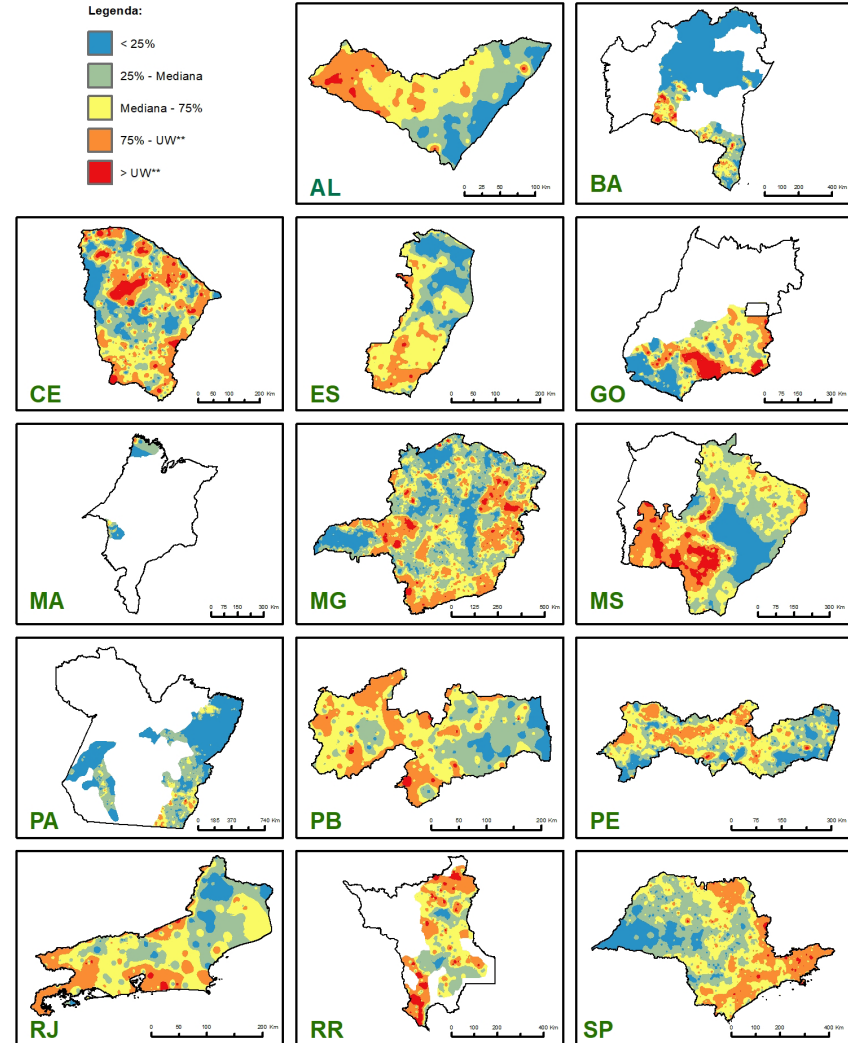 Legenda:
< 25%
25% - Mediana
Mediana - 75%
75% - UW**
> UW**
AL
0 25 50 100 Km
BA
0 100 200 400 Km
CE
0 50 100 200 Km
ES
0 50 100 200 Km
GO
0 75 150 300 Km
MA
0 75 150 300 Km
MG
0 125 250 500 Km
MS
0 75 150 300 Km
PA
0 185 370 740 Km
PB
0 50 100 200 Km
PE
0 75 150 300 Km
RJ
0 50 100 200 Km
RR
0 100 200 400 Km
SP
0 100 200 400 Km